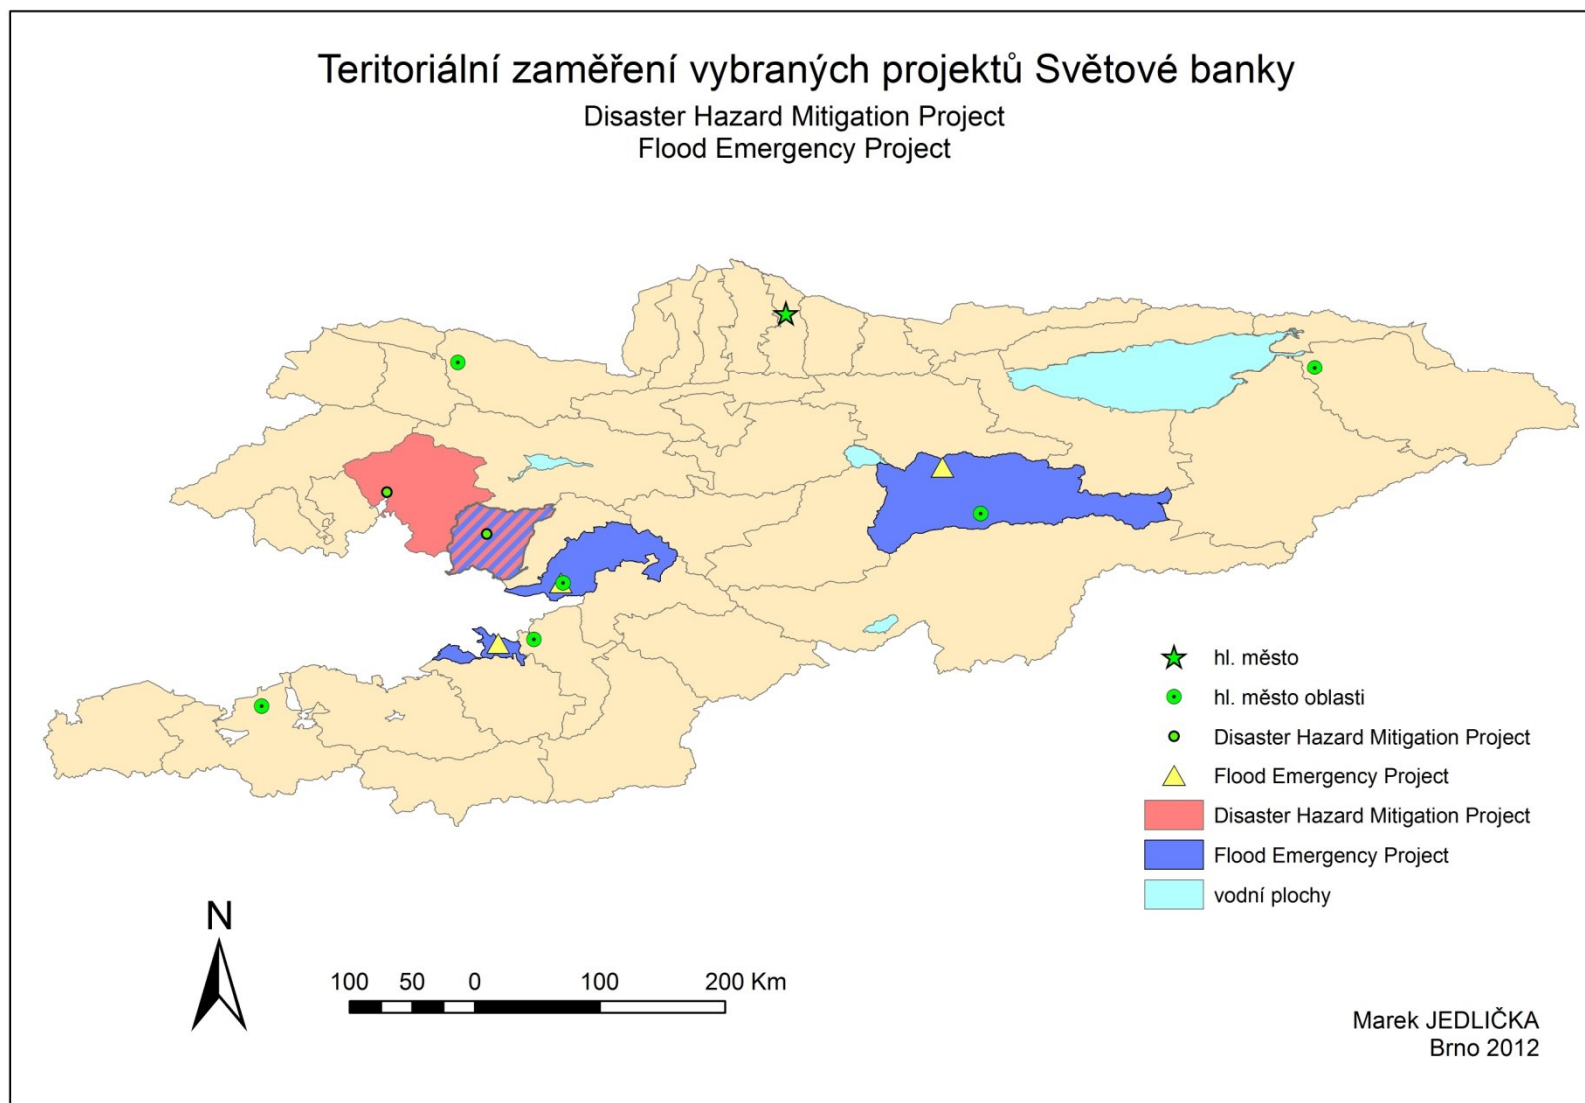 Teritoriální zaměření vybraných projektů Světové banky
Disaster Hazard Mitigation Project
Flood Emergency Project
hl. město
hl. město oblasti
Disaster Hazard Mitigation Project
Flood Emergency Project
Disaster Hazard Mitigation Project
Flood Emergency Project
vodní plochy
N
100 50 0 100 200 Km
Marek JEDLIČKA
Brno 2012